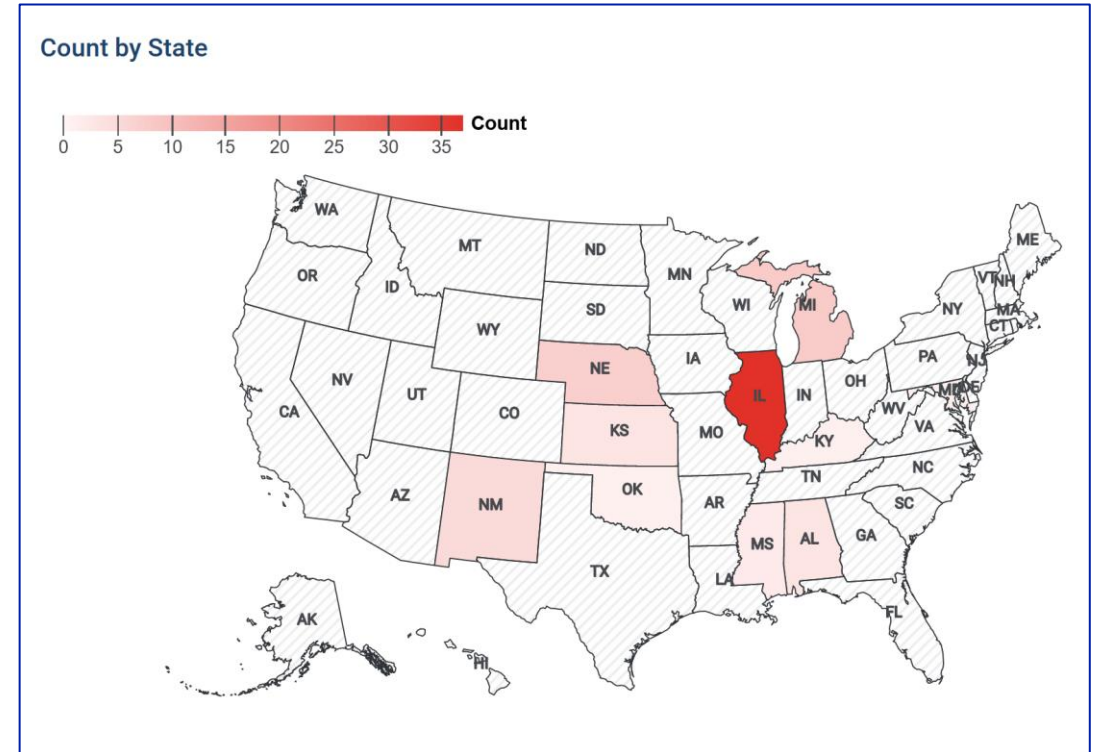 Count by State
Count
0 5 10 15 20 25 30 35
WA
ME
MT ND
MN
VT NH
OR
ID
WI MI
NY
MA
SD
CT
WY
IA
PA
NJ
NE
OH
NV
IL IN
MD DE
UT
WV
CA
CO
KS
MO
KY
VA
NC
TN
AZ
NM
OK
AR
SC
MS AL GA
TX
LA
AK
FL
HI